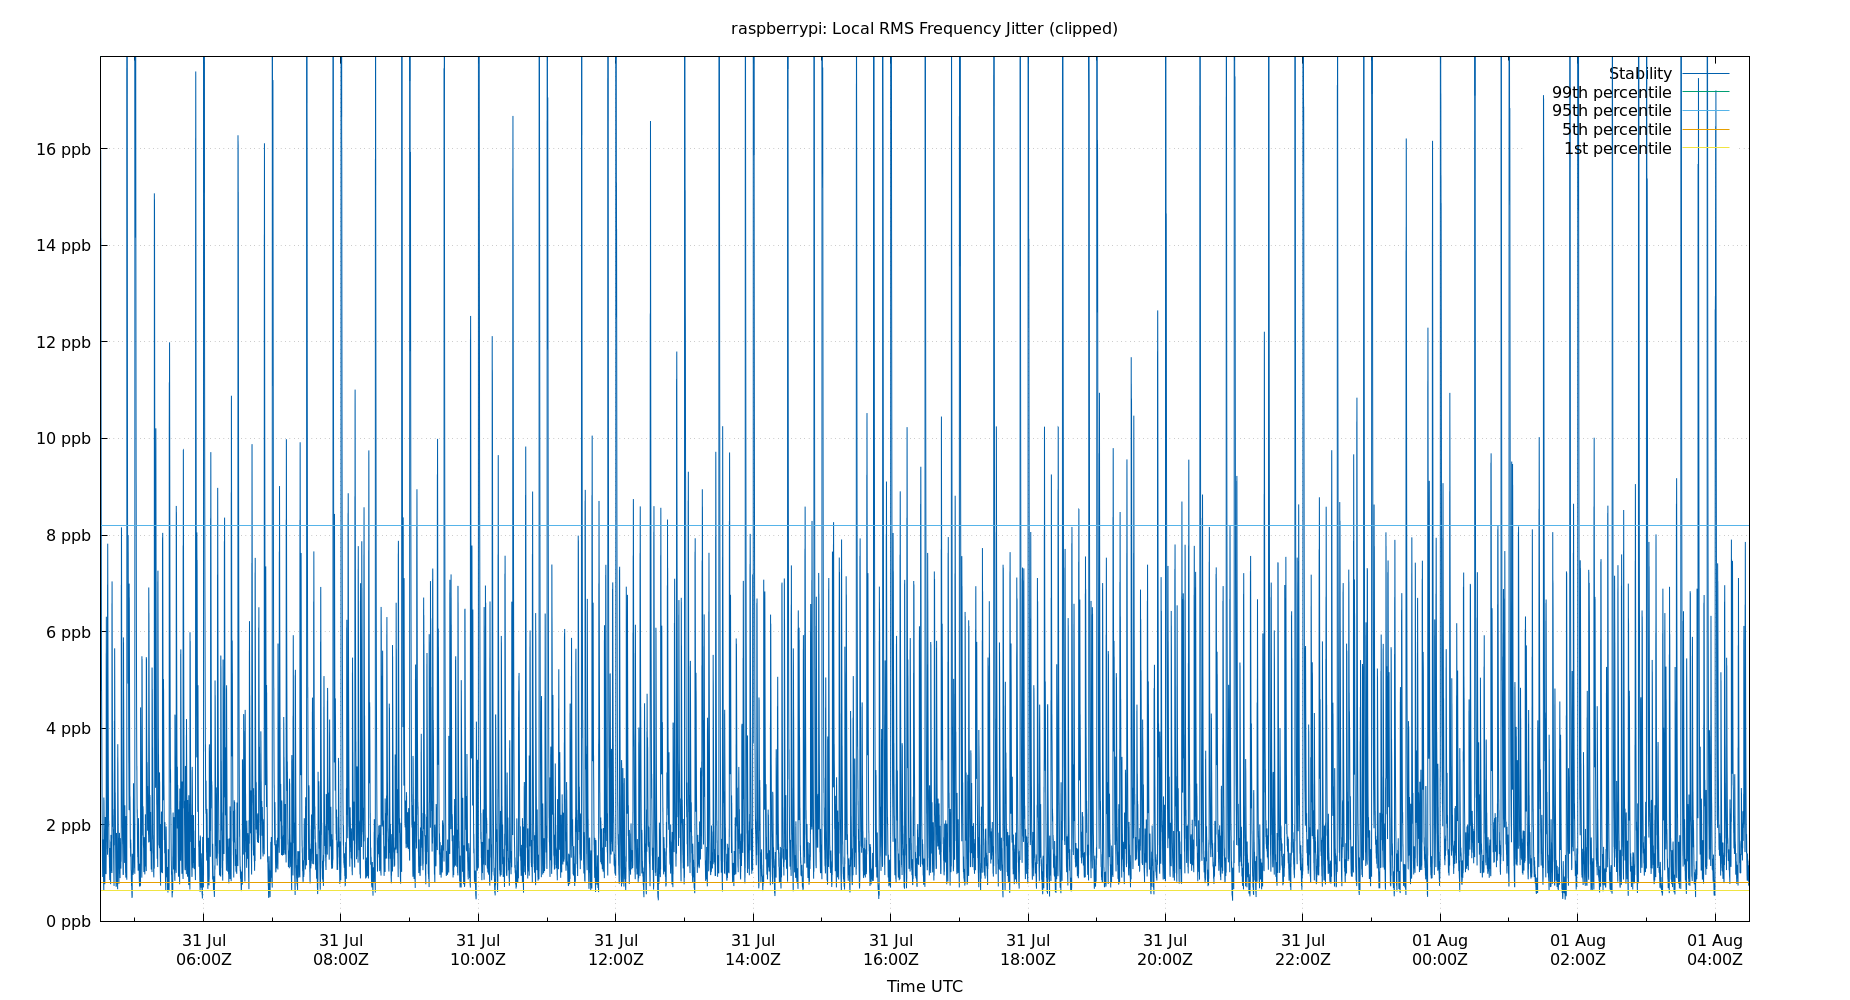 raspberrypi: Local RMS Frequency Jitter (clipped)
Stability
99th percentile
95th percentile
5th percentile
1st percentile
16 ppb
14 ppb
12 ppb
10 ppb
8 ppb
6 ppb
4 ppb
2 ppb
0 ppb
31 Jul 31 Jul 31 Jul 31 Jul 31 Jul 31 Jul 31 Jul 31 Jul 31 Jul 01 Aug 01 Aug 01 Aug
06:00Z 08:00Z 10:00Z 12:00Z 14:00Z 16:00Z 18:00Z 20:00Z 22:00Z 00:00Z 02:00Z 04:00Z
Time UTC